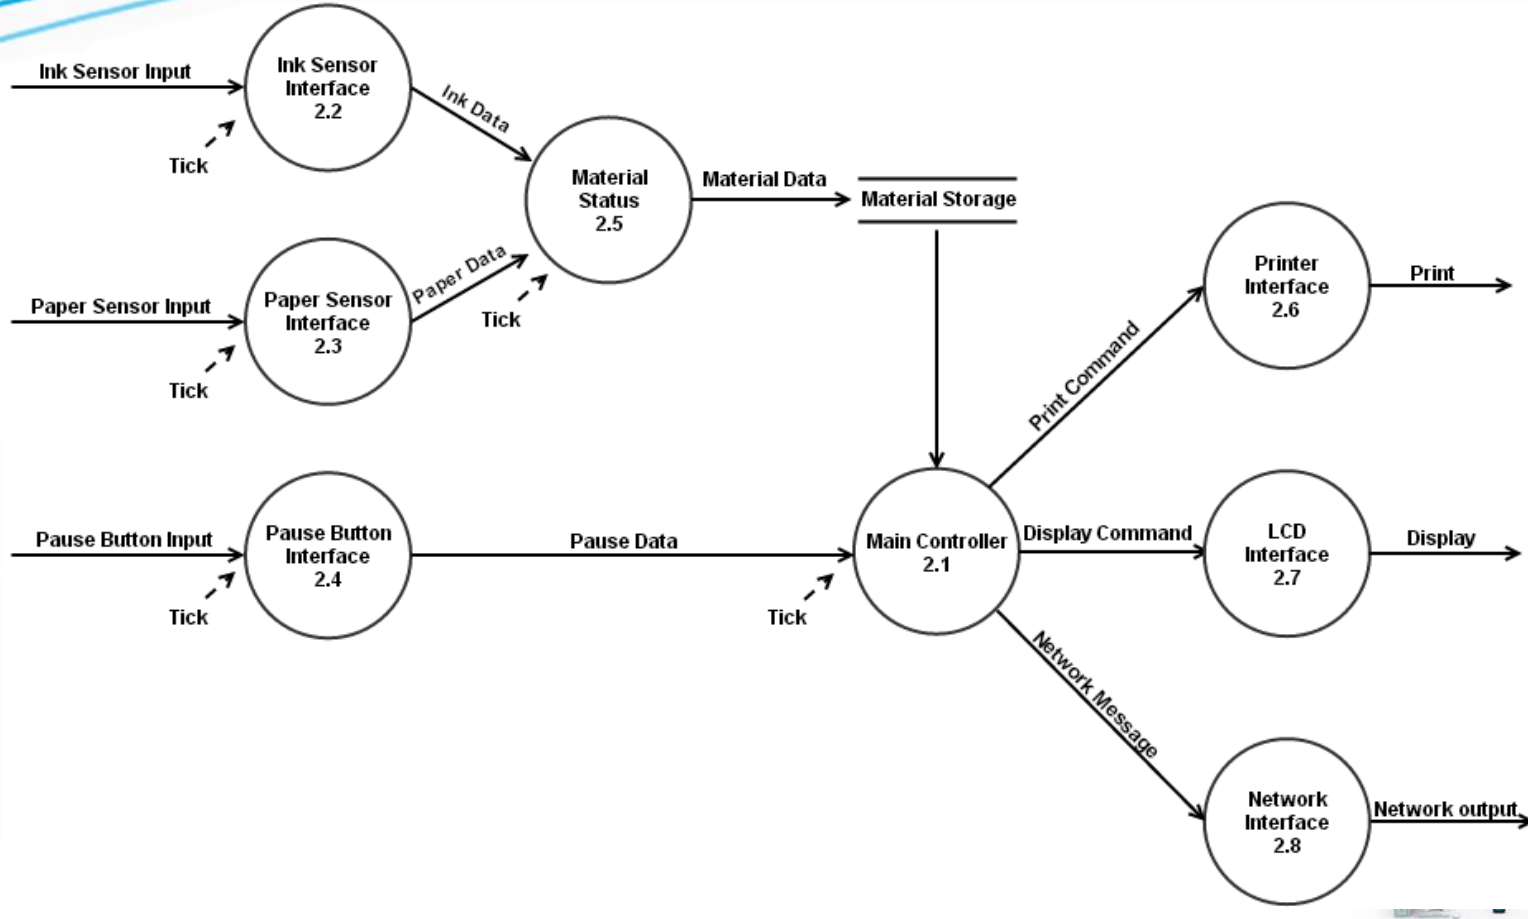 Ink Sensor Input
Ink Sensor
Interface
2.2
Tick
Ink Data
Material
Status
2.5
Material Data
Material Storage
Paper Sensor Input
Paper Sensor
Interface
2.3
Tick
Paper Data
Tick
Printer
Interface
2.6
Print
Print Command
Pause Button Input
Pause Button
Interface
2.4
Tick
Pause Data
Tick
Main Controller
2.1
Display Command
LCD
Interface
2.7
Display
Network Message
Network
Interface
2.8
Network output